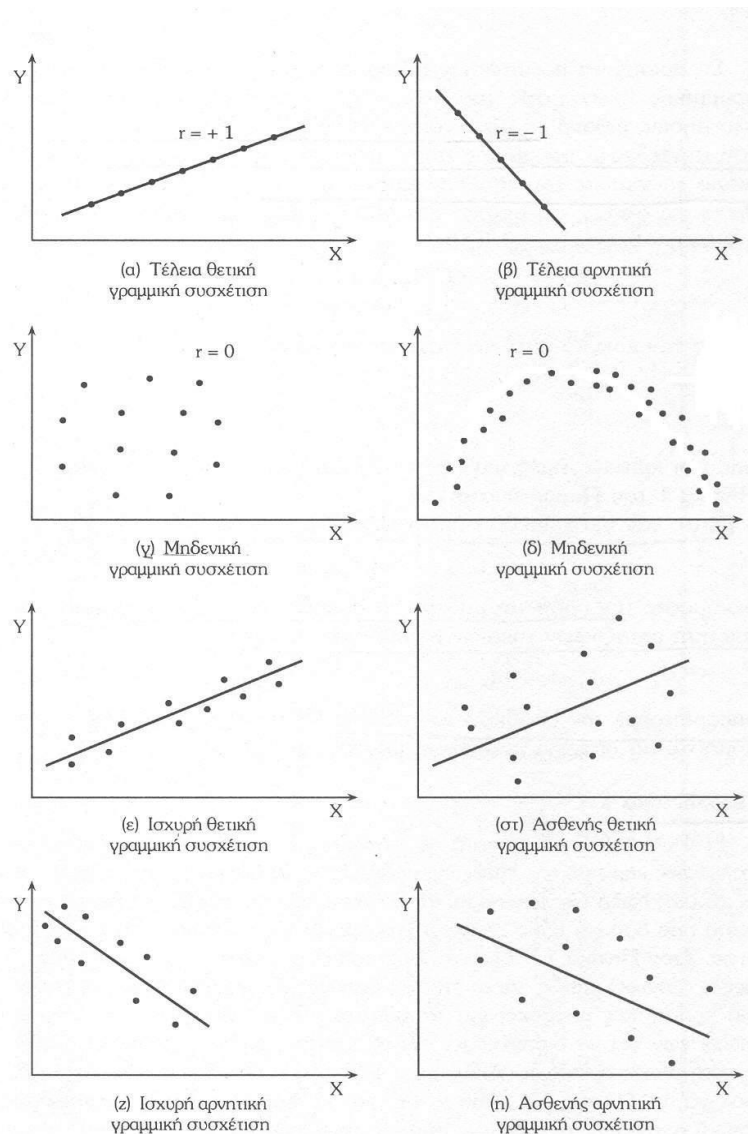 Y
r = + 1
X
(α) Τέλεια θετική
γραμμική συσχέτιση
Y
r = − 1
X
(β) Τέλεια αρνητική
γραμμική συσχέτιση
Y
r = 0
X
(γ) Μηδενική
γραμμική συσχέτιση
Y
r = 0
X
(δ) Μηδενική
γραμμική συσχέτιση
Y
X
(ε) Ισχυρή θετική
γραμμική συσχέτιση
Y
X
(στ) Ασθενής θετική
γραμμική συσχέτιση
Y
X
(ζ) Ισχυρή αρνητική
γραμμική συσχέτιση
Y
X
(η) Ασθενής αρνητική
γραμμική συσχέτιση